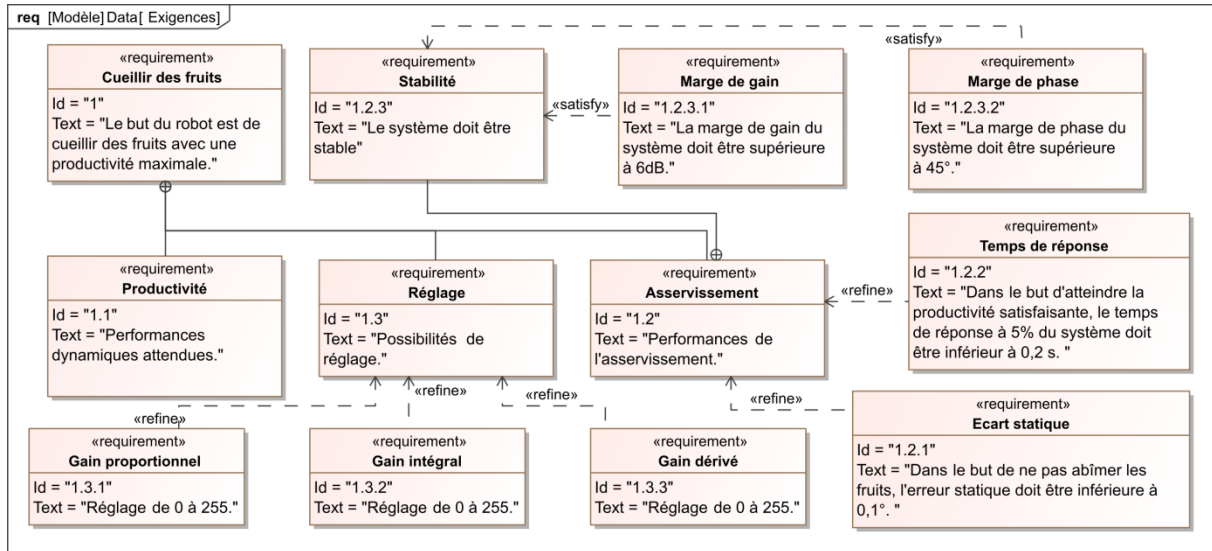 req [Modèle] Data[ Exigences]
«requirement»
Cueillir des fruits
Id = "1"
Text = "Le but du robot est de
cueillir des fruits avec une
productivité maximale."
«requirement»
Stabilité
Id = "1.2.3"
Text = "Le système doit être
stable"
«satisfy»
«requirement»
Marge de gain
Id = "1.2.3.1"
Text = "La marge de gain du
système doit être supérieure
à 6dB."
«satisfy»
«requirement»
Marge de phase
Id = "1.2.3.2"
Text = "La marge de phase du
système doit être supérieure
à 45°."
«requirement»
Productivité
Id = "1.1"
Text = "Performances
dynamiques attendues."
«requirement»
Réglage
Id = "1.3"
Text = "Possibilités de
réglage."
«requirement»
Asservissement
Id = "1.2"
Text = "Performances de
l'asservissement."
«refine»
«requirement»
Temps de réponse
Id = "1.2.2"
Text = "Dans le but d'atteindre la
productivité satisfaisante, le temps
de réponse à 5% du système doit
être inférieur à 0,2 s. "
«refine»
«refine»
«refine»
«refine»
«requirement»
Gain proportionnel
Id = "1.3.1"
Text = "Réglage de 0 à 255."
«requirement»
Gain intégral
Id = "1.3.2"
Text = "Réglage de 0 à 255."
«requirement»
Gain dérivé
Id = "1.3.3"
Text = "Réglage de 0 à 255."
«requirement»
Ecart statique
Id = "1.2.1"
Text = "Dans le but de ne pas abîmer les
fruits, l'erreur statique doit être inférieure à
0,1°. "